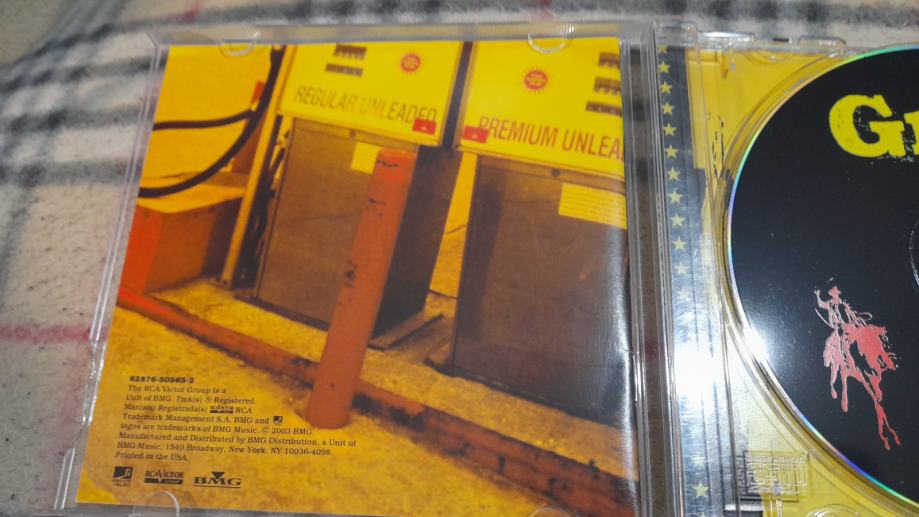 REGULAR UNLEADED
PREMIUM UNLEA
Gr
82876-50565-2
The RCA Victor Group is a
Unit of BMG. Tmk(s) ® Registered.
Marca(s) Registrada(s) RCA
Trademark Management S.A. BMG and
logos are trademarks of BMG Music. © 2003 BMG.
Manufactured and Distributed by BMG Distribution, a Unit of
BMG Music, 1540 Broadway, New York, NY 10036-4098.
Printed in the USA.
RCA VICTOR
GROUP
BMG